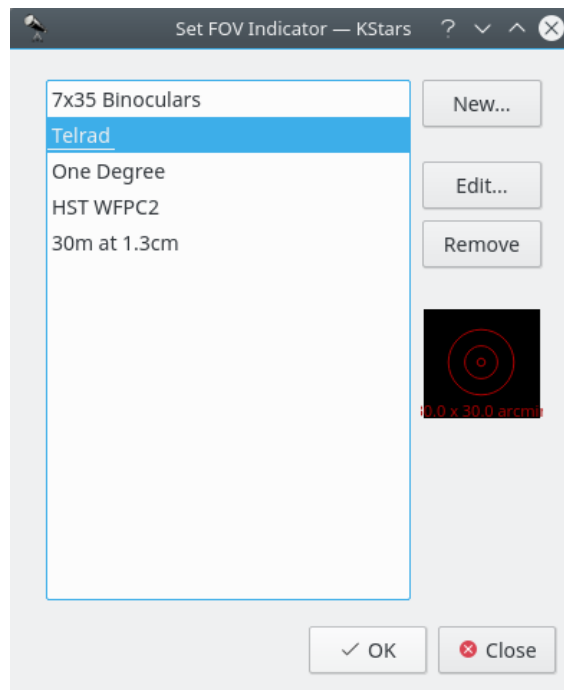 Set FOV Indicator — KStars
7x35 Binoculars
Telrad
One Degree
HST WFPC2
30m at 1.3cm
New...
Edit...
Remove
x 30.0
OK
Close